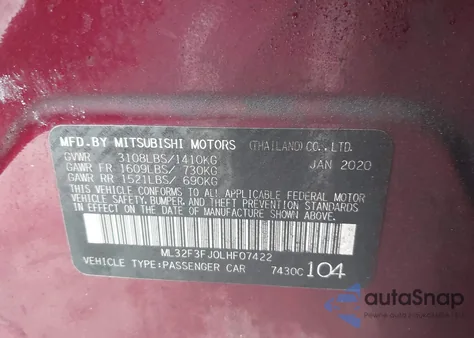 MFD.BY MITSUBISHI MOTORS (THAILAND)CO.,LTD.
GVWR 3108LBS/1410KG JAN 2020
GAWR FR 1609LBS/ 730KG
GAWR RR 1521LBS/ 690KG
THIS VEHICLE CONFORMS TO ALL APPLICABLE FEDERAL MOTOR
VEHICLE SAFETY, BUMPER, AND THEFT PREVENTION STANDARDS
IN EFFECT ON THE DATE OF MANUFACTURE SHOWN ABOVE.
ML32F3FJ0LHF07422
VEHICLE TYPE:PASSENGER CAR 7430C 104
autoSnap